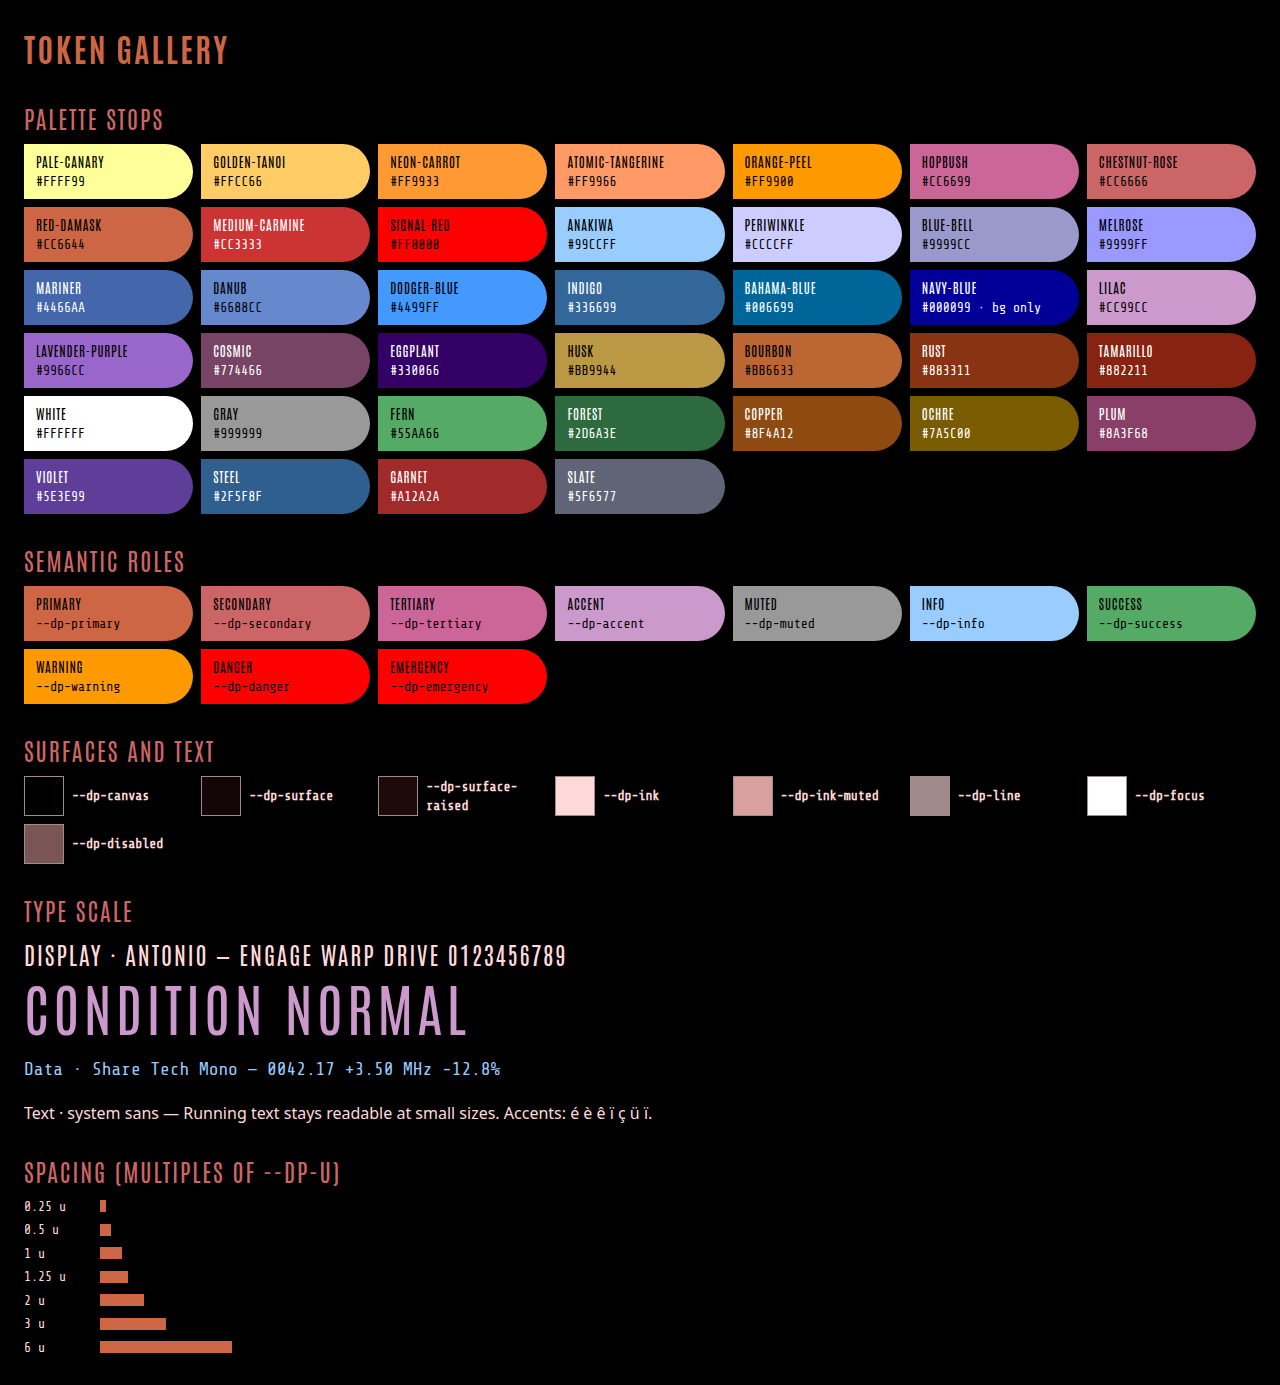 TOKEN GALLERY
PALETTE STOPS
PALE-CANARY
#FFFF99
GOLDEN-TANOI
#FFCC66
NEON-CARROT
#FF9933
ATOMIC-TANGERINE
#FF9966
ORANGE-PEEL
#FF9900
HOPBUSH
#CC6699
CHESTNUT-ROSE
#CC6666
RED-DAMASK
#CC6644
MEDIUM-CARMINE
#CC3333
SIGNAL-RED
#FF0000
ANAKIWA
#99CCFF
PERIWINKLE
#CCCCFF
BLUE-BELL
#9999CC
MELROSE
#9999FF
MARINER
#4466AA
DANUB
#6688CC
DODGER-BLUE
#4499FF
INDIGO
#336699
BAHAMA-BLUE
#006699
NAVY-BLUE
#000099 · bg only
LILAC
#CC99CC
LAVENDER-PURPLE
#9966CC
COSMIC
#774466
EGGPLANT
#330066
HUSK
#BB9944
BOURBON
#BB6633
RUST
#883311
TAMARILLO
#882211
WHITE
#FFFFFF
GRAY
#999999
FERN
#55AA66
FOREST
#2D6A3E
COPPER
#8F4A12
OCHRE
#7A5C00
PLUM
#8A3F68
VIOLET
#5E3E99
STEEL
#2F5F8F
GARNET
#A12A2A
SLATE
#5F6577
SEMANTIC ROLES
PRIMARY
--dp-primary
SECONDARY
--dp-secondary
TERTIARY
--dp-tertiary
ACCENT
--dp-accent
MUTED
--dp-muted
INFO
--dp-info
SUCCESS
--dp-success
WARNING
--dp-warning
DANGER
--dp-danger
EMERGENCY
--dp-emergency
SURFACES AND TEXT
--dp-canvas
--dp-surface
--dp-surface-
raised
--dp-ink
--dp-ink-muted
--dp-line
--dp-focus
--dp-disabled
TYPE SCALE
DISPLAY · ANTONIO — ENGAGE WARP DRIVE 0123456789
CONDITION NORMAL
Data · Share Tech Mono — 0042.17 +3.50 MHz −12.8%
Text · system sans — Running text stays readable at small sizes. Accents: é è ê ï ç ü ï.
SPACING (MULTIPLES OF --DP-U)
0.25 u
0.5 u
1 u
1.25 u
2 u
3 u
6 u